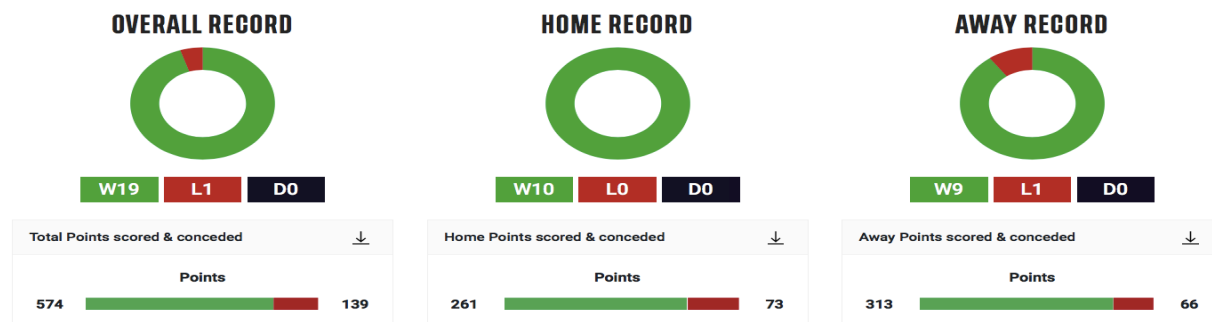 OVERALL RECORD
W19 L1 D0
Total Points scored & conceded
Points
574 139
HOME RECORD
W10 L0 D0
Home Points scored & conceded
Points
261 73
AWAY RECORD
W9 L1 D0
Away Points scored & conceded
Points
313 66